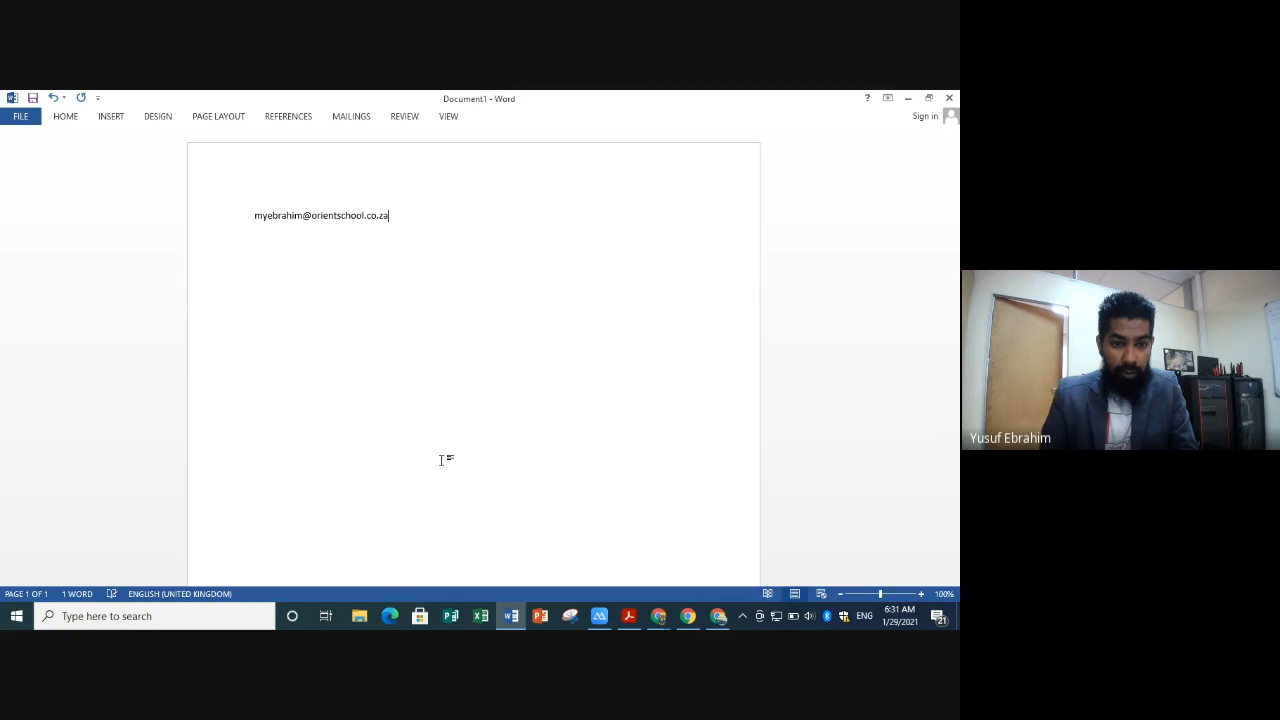 Document1 - Word
?
FILE HOME INSERT DESIGN PAGE LAYOUT REFERENCES MAILINGS REVIEW VIEW Sign in
myebrahim@orientschool.co.za
Yusuf Ebrahim
PAGE 1 OF 1 1 WORD ENGLISH (UNITED KINGDOM) 100%
Type here to search
ENG
6:31 AM
1/29/2021
21